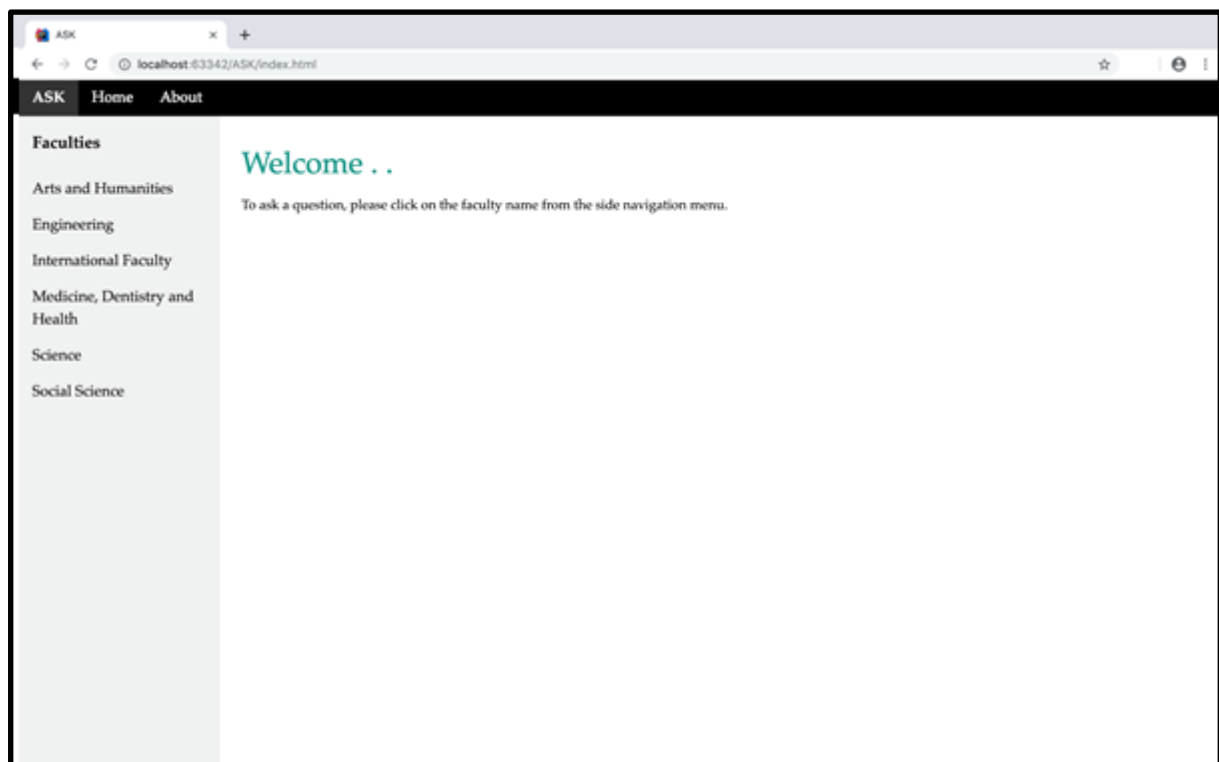 ASK
localhost:63342/ASK/index.html
ASK Home About
Faculties
Arts and Humanities
Engineering
International Faculty
Medicine, Dentistry and
Health
Science
Social Science
Welcome . .
To ask a question, please click on the faculty name from the side navigation menu.